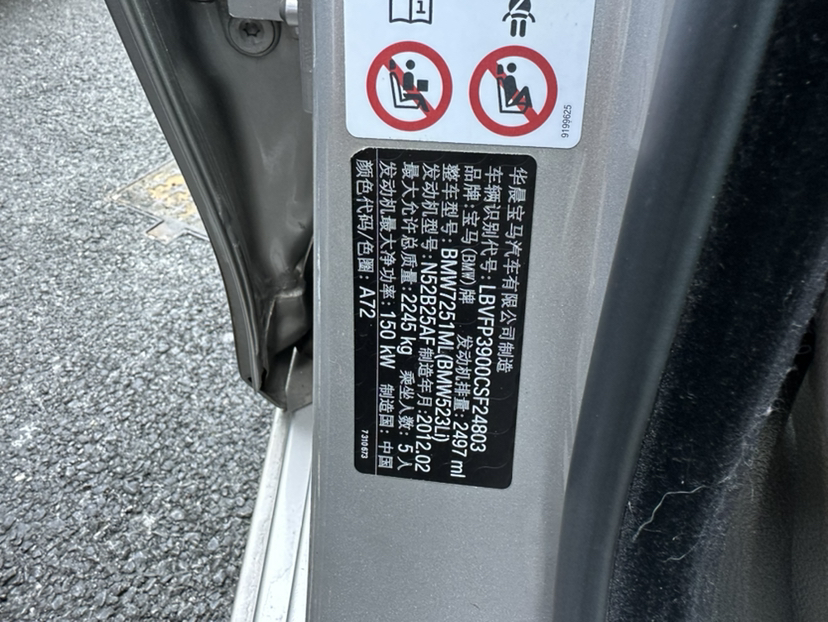 9199625
华晨宝马汽车有限公司制造
车辆识别代号:LBVFP3900CSF24803
品牌:宝马(BMW)牌 发动机排量:2497 ml
整车型号:BMW7251ML(BMW523Li)
发动机型号:N52B25AF 制造年月:2012.02
最大允许总质量:2245 kg 乘坐人数:5人
发动机最大净功率:150 kW 制造国:中国
颜色代码/色圈:A72
7 310 673